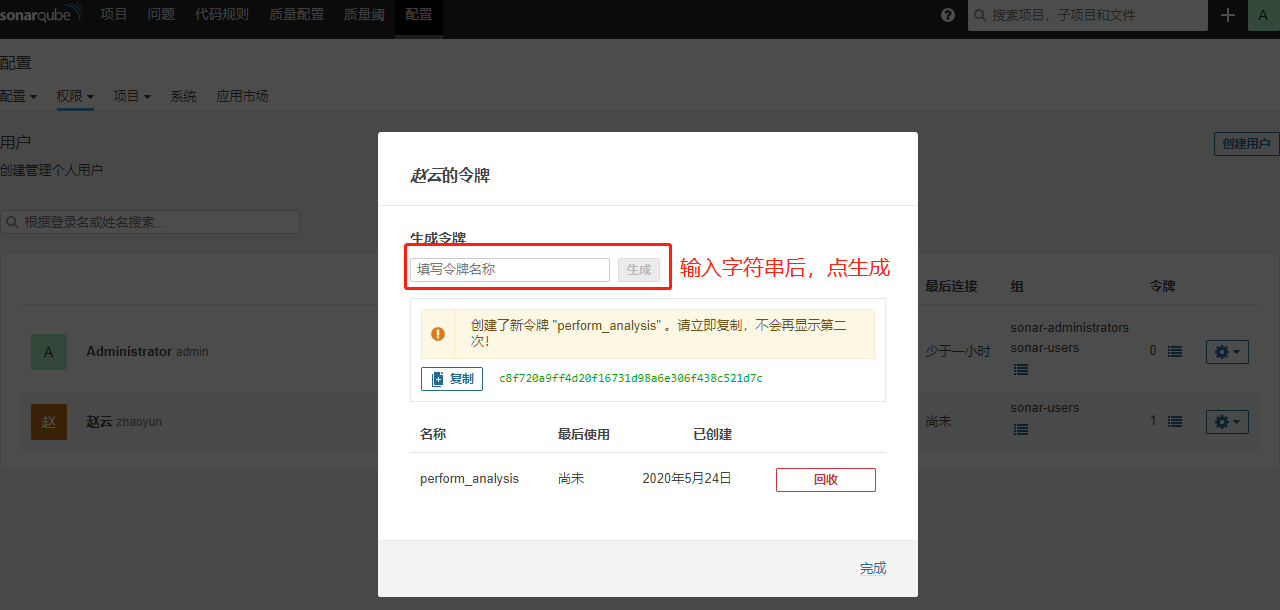 sonarqube 项目 问题 代码规则 质量配置 质量阈 配置 搜索项目，子项目和文件 A
配置
配置 权限 项目 系统 应用市场
用户
创建用户
创建管理个人用户
根据登录名或姓名搜索...
赵云的令牌
生成令牌
填写令牌名称 生成 输入字符串后，点生成
最后连接 组 令牌
创建了新令牌 "perform_analysis" 。请立即复制，不会再显示第二
次！
复制 c8f720a9ff4d20f16731d98a6e306f438c521d7c
A Administrator admin 少于一小时 sonar-administrators
sonar-users 0
赵 赵云 zhaoyun 尚未 sonar-users 1
名称 最后使用 已创建
perform_analysis 尚未 2020年5月24日 回收
完成